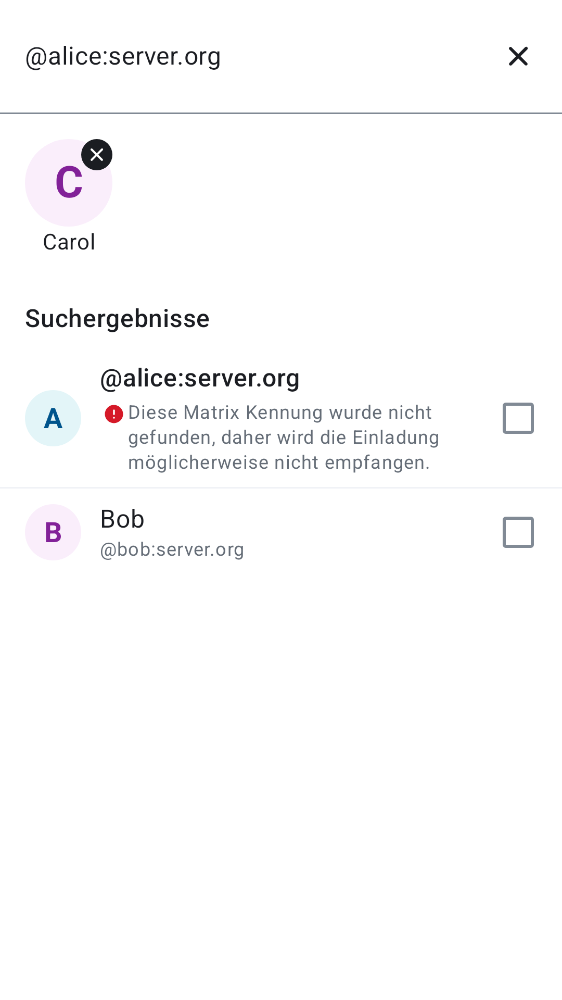 @alice:server.org
C
Carol
Suchergebnisse
@alice:server.org
A
Diese Matrix Kennung wurde nicht
gefunden, daher wird die Einladung
möglicherweise nicht empfangen.
B
Bob
@bob:server.org